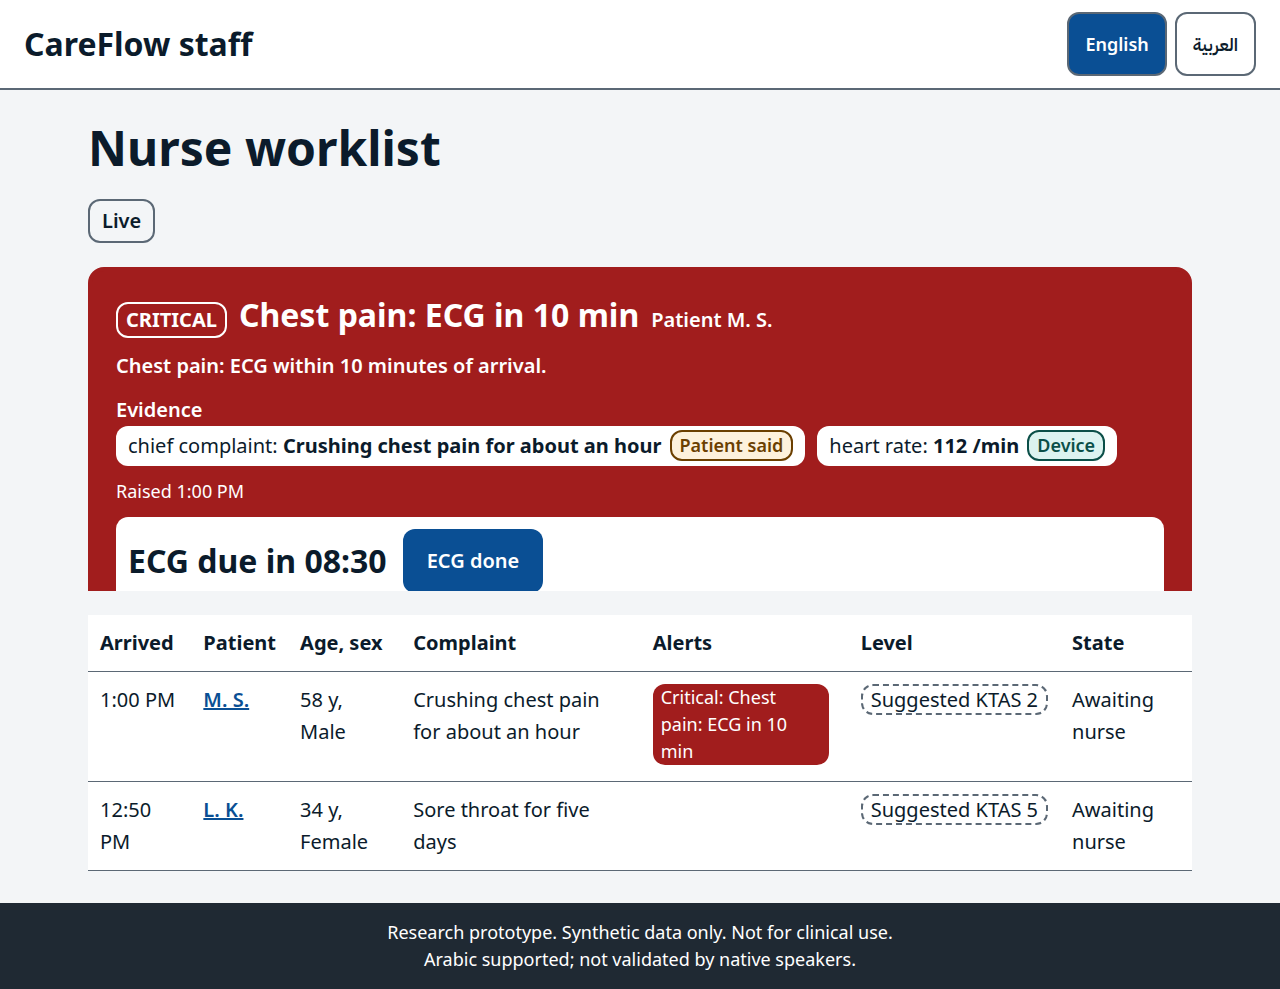 CareFlow staff
English
العربية
Nurse worklist
Live
CRITICAL Chest pain: ECG in 10 min Patient M. S.
Chest pain: ECG within 10 minutes of arrival.
Evidence
chief complaint: Crushing chest pain for about an hour Patient said
heart rate: 112 /min Device
Raised 1:00 PM
ECG due in 08:30 ECG done
Arrived Patient Age, sex Complaint Alerts Level State
1:00 PM M. S. 58 y, Crushing chest pain Critical: Chest Suggested KTAS 2 Awaiting
Male for about an hour pain: ECG in 10 nurse
min
12:50 L. K. 34 y, Sore throat for five Suggested KTAS 5 Awaiting
PM Female days nurse
Research prototype. Synthetic data only. Not for clinical use.
Arabic supported; not validated by native speakers.